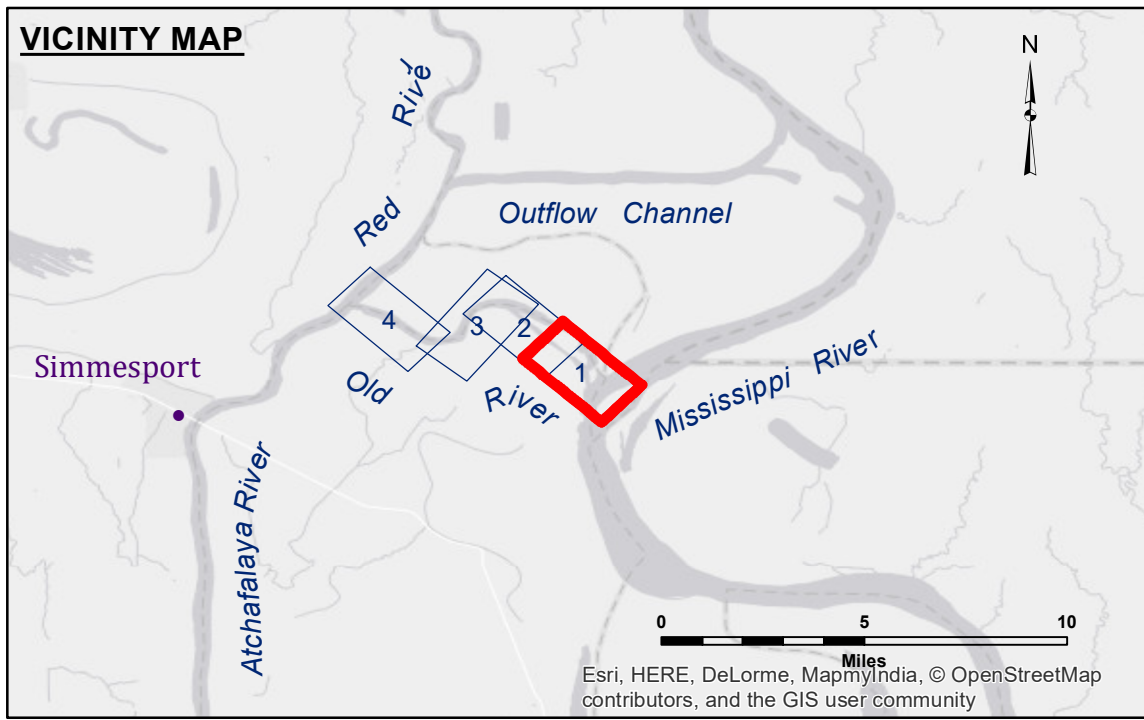 VICINITY MAP
N
Red River
Outflow Channel
4
3
2
1
Simmesport
Old River
Mississippi River
Atchafalaya River
0 5 10
Miles
Esri, HERE, DeLorme, MapmyIndia, © OpenStreetMap
contributors, and the GIS user community